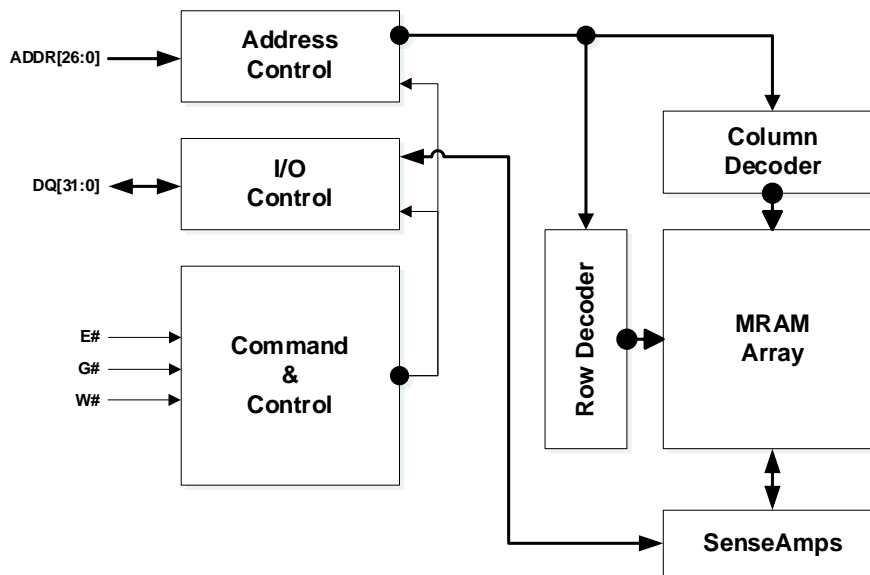 Address
Control
ADDR[26:0]
Column
Decoder
I/O
Control
DQ[31:0]
Row Decoder
MRAM
Array
Command
&
Control
E#
G#
W#
SenseAmps